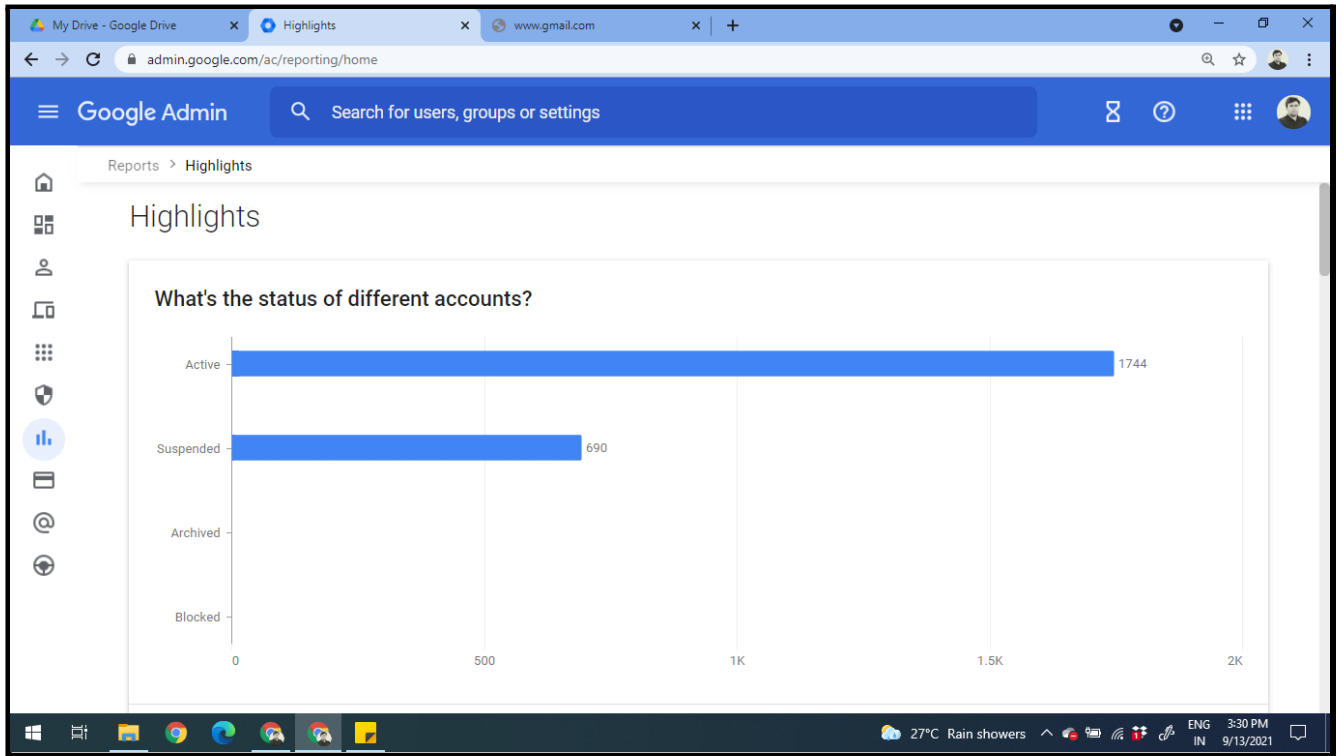 My Drive - Google Drive
Highlights
www.gmail.com
admin.google.com/ac/reporting/home
Google Admin
Search for users, groups or settings
Reports > Highlights
Highlights
What's the status of different accounts?
Active
1744
Suspended
690
Archived
Blocked
0 500 1K 1.5K 2K
27°C Rain showers
ENG
IN
3:30 PM
9/13/2021